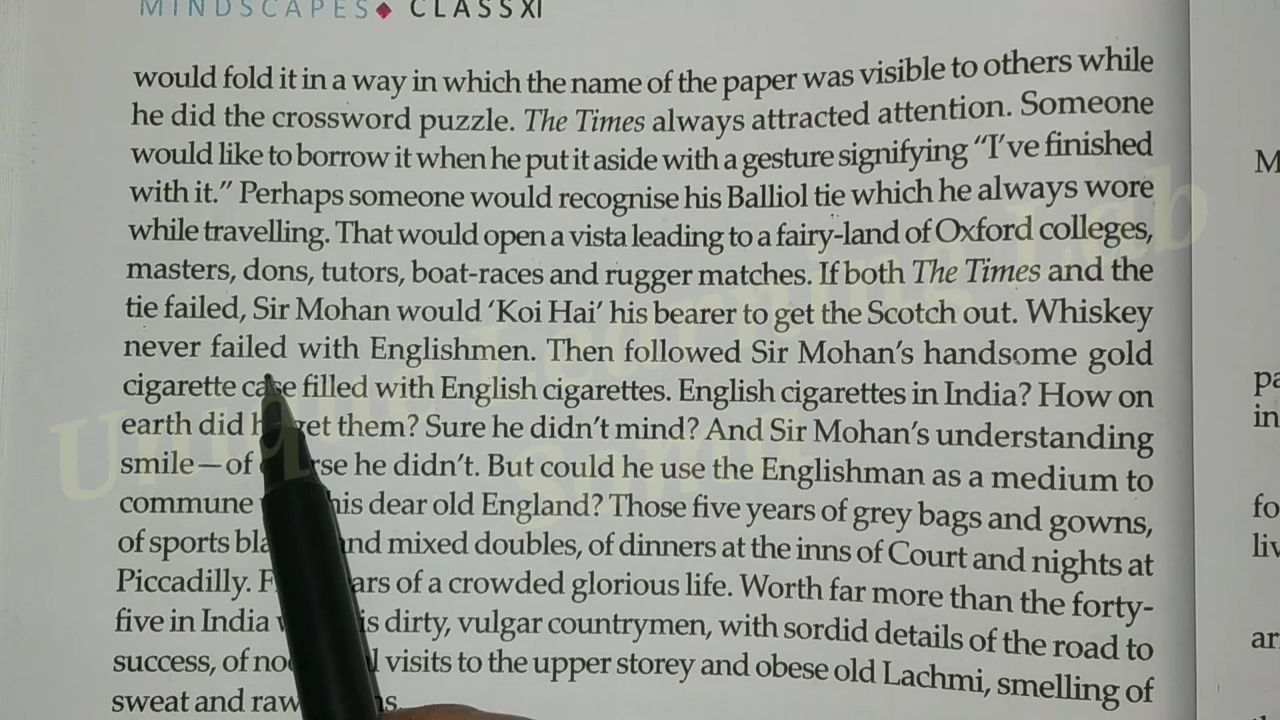 MINDSCAPES◆ CLASS XI
would fold it in a way in which the name of the paper was visible to others while
he did the crossword puzzle. The Times always attracted attention. Someone
would like to borrow it when he put it aside with a gesture signifying "I've finished
with it." Perhaps someone would recognise his Balliol tie which he always wore
while travelling. That would open a vista leading to a fairy-land of Oxford colleges,
masters, dons, tutors, boat-races and rugger matches. If both The Times and the
tie failed, Sir Mohan would 'Koi Hai' his bearer to get the Scotch out. Whiskey
never failed with Englishmen. Then followed Sir Mohan's handsome gold
cigarette case filled with English cigarettes. English cigarettes in India? How on
earth did get them? Sure he didn't mind? And Sir Mohan's understanding
smile—of he didn't. But could he use the Englishman as a medium to
commune his dear old England? Those five years of grey bags and gowns,
of sports and mixed doubles, of dinners at the inns of Court and nights at
Piccadilly. of a crowded glorious life. Worth far more than the forty-
five in India dirty, vulgar countrymen, with sordid details of the road to
success, of visits to the upper storey and obese old Lachmi, smelling of
sweat and raw
Unique Learning Lab